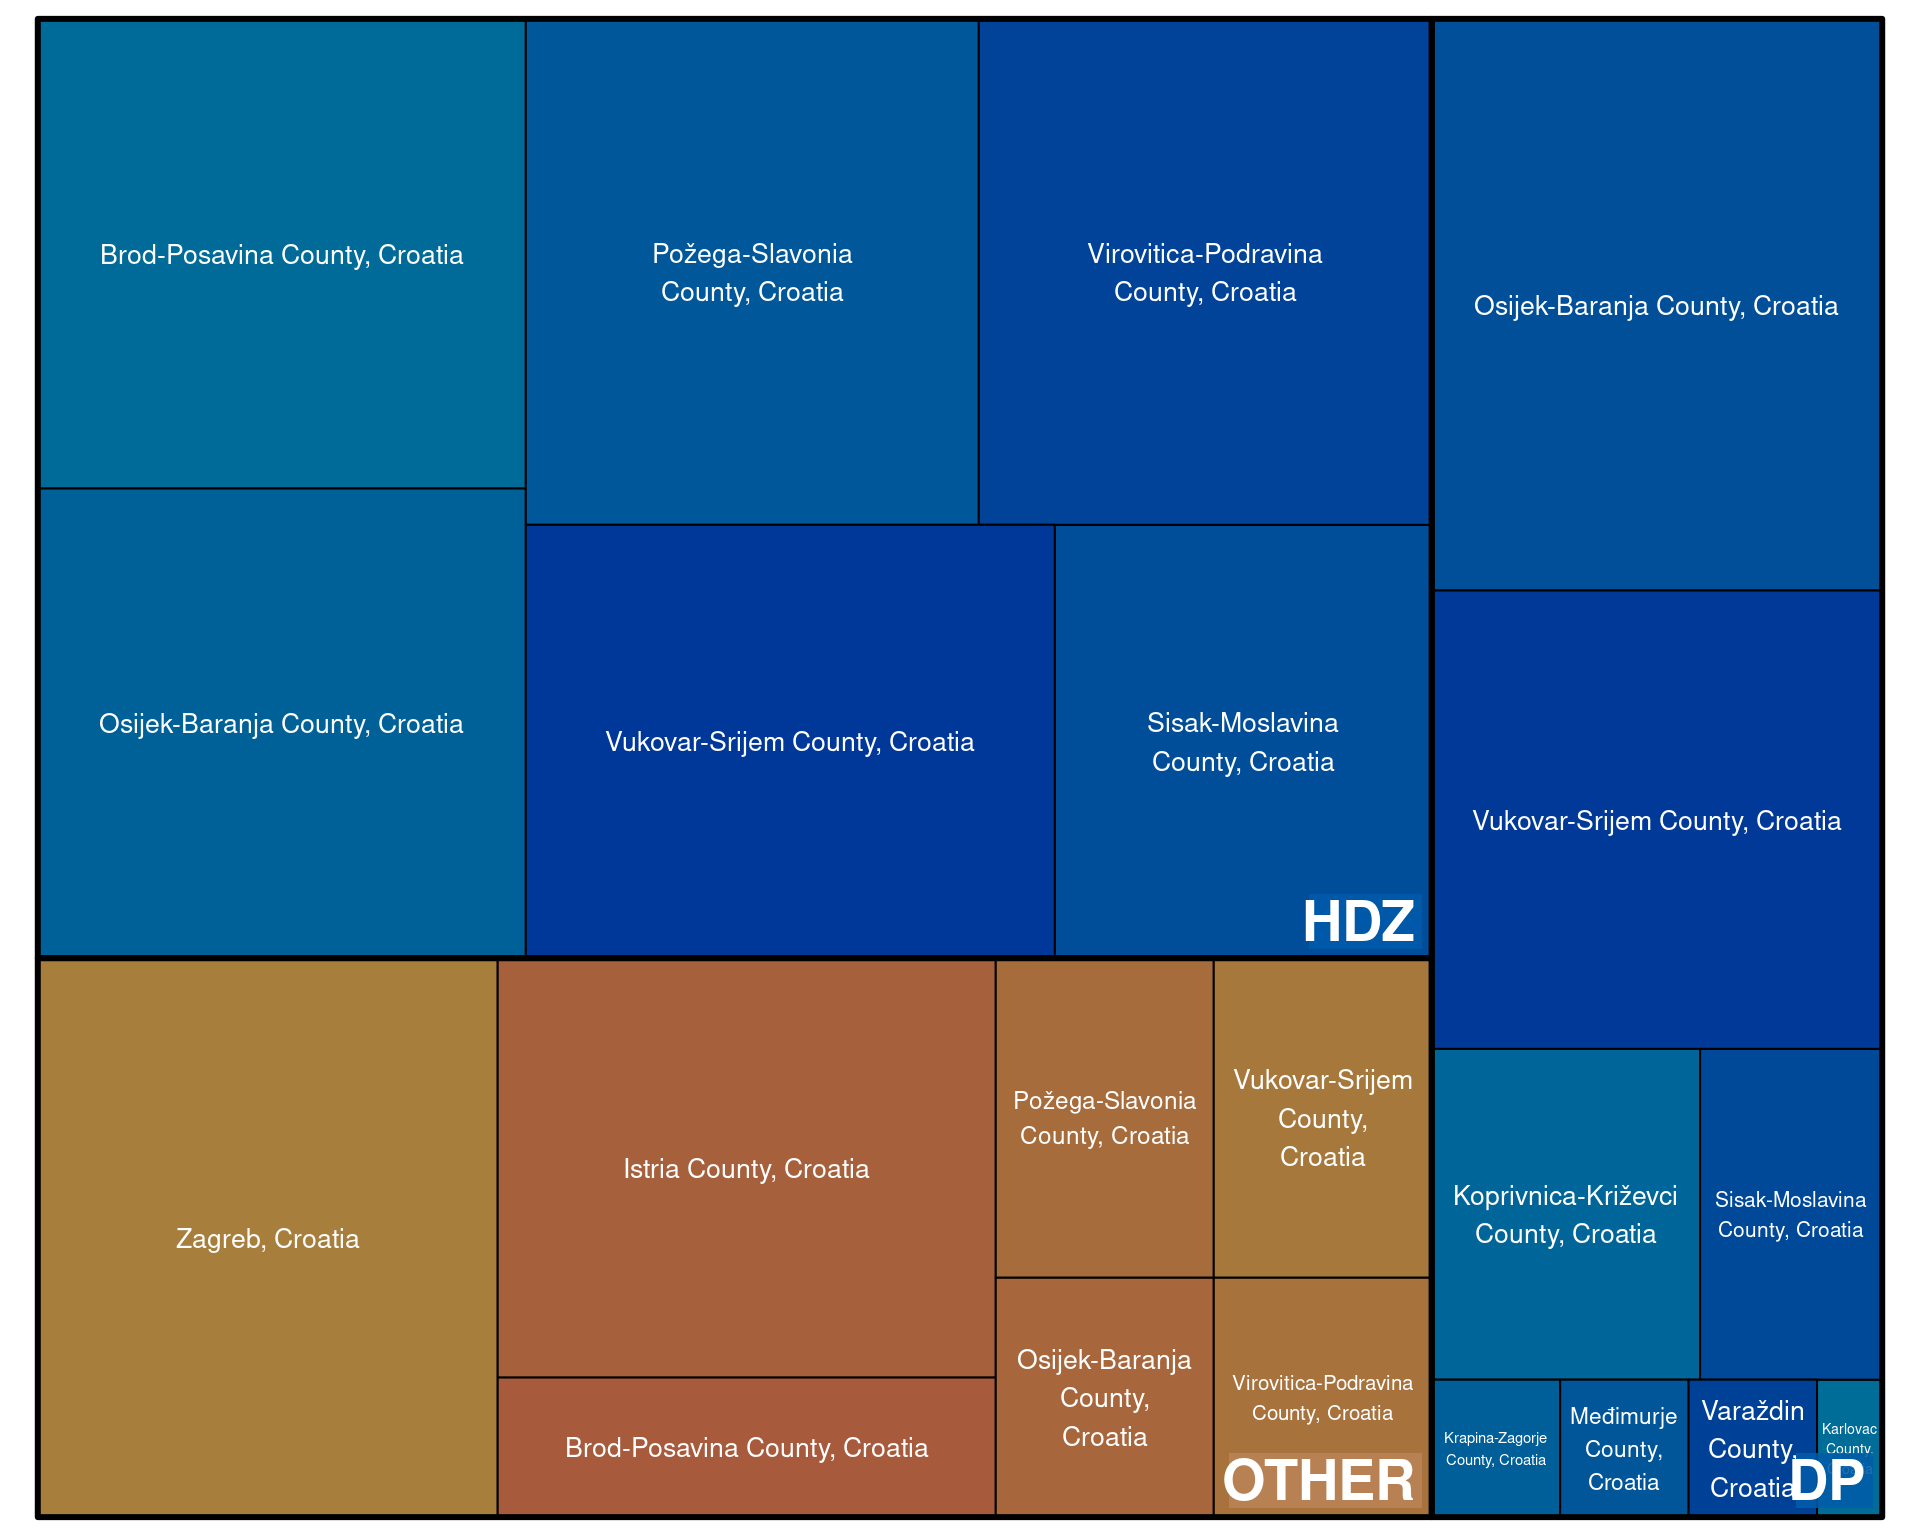 Brod-Posavina County, Croatia
Požega-Slavonia
County, Croatia
Virovitica-Podravina
County, Croatia
Osijek-Baranja County, Croatia
Vukovar-Srijem County, Croatia
Sisak-Moslavina
County, Croatia
HDZ
Osijek-Baranja County, Croatia
Vukovar-Srijem County, Croatia
Koprivnica-Križevci
County, Croatia
Sisak-Moslavina
County, Croatia
Krapina-Zagorje
County, Croatia
Međimurje
County,
Croatia
Varaždin
County,
Croatia
Karlovac
County,
DP
Zagreb, Croatia
Istria County, Croatia
Brod-Posavina County, Croatia
Požega-Slavonia
County, Croatia
Vukovar-Srijem
County,
Croatia
Osijek-Baranja
County,
Croatia
Virovitica-Podravina
County, Croatia
OTHER